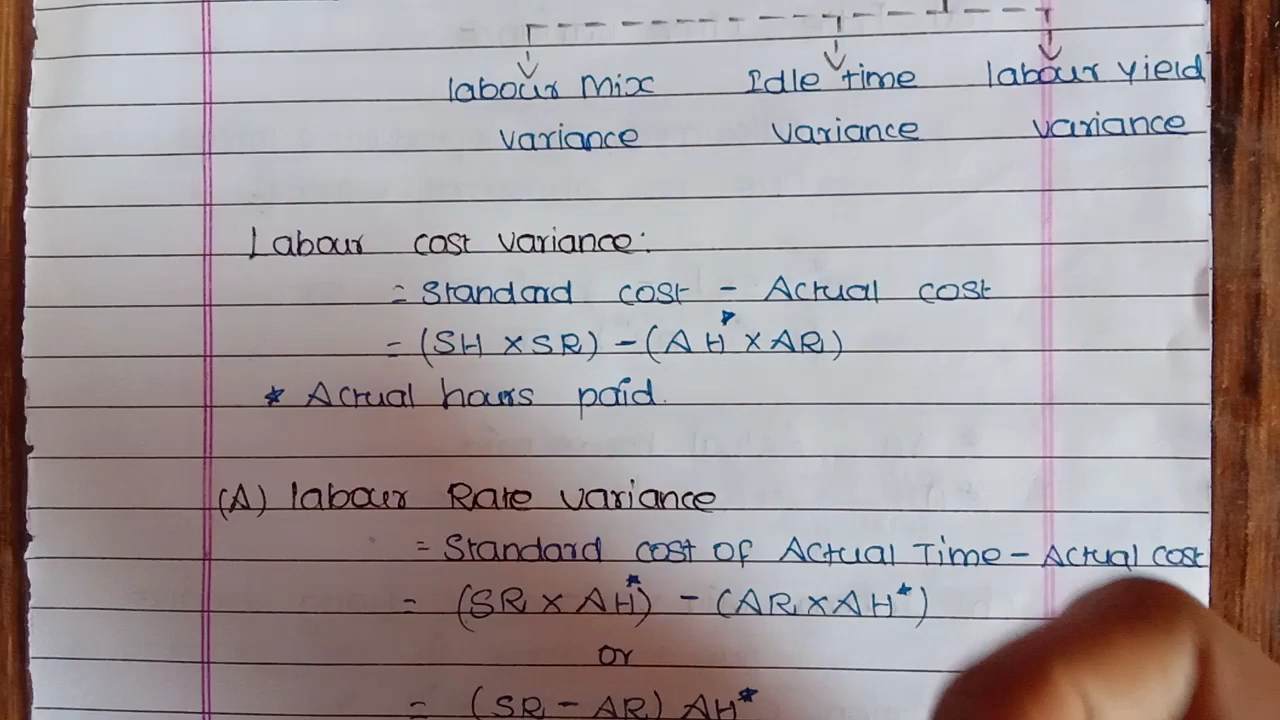 labour Mix Idle time labour yield
variance variance variance
Labour cost variance:
= Standard cost - Actual cost
= (SH X SR) - (AH* X AR)
* Actual hours paid.
(A) labour Rate variance
= Standard cost of Actual Time - Actual cost
= (SR X AH*) - (AR X AH*)
or
= (SR - AR) AH*